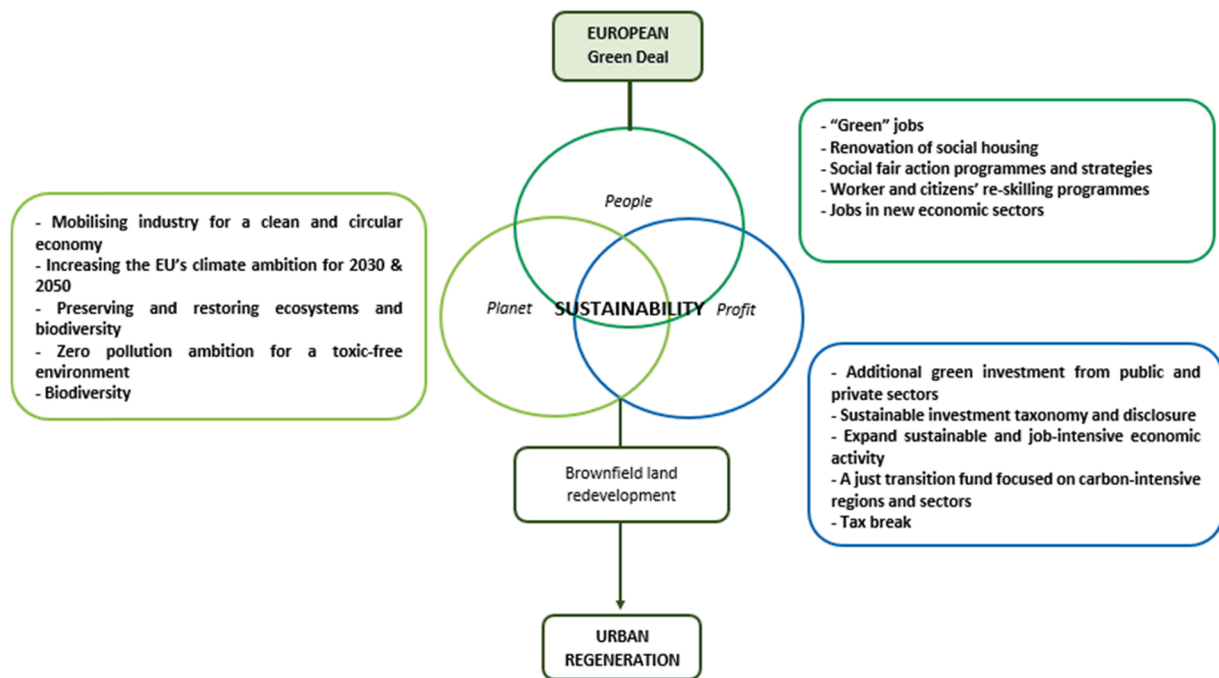 EUROPEAN
Green Deal
- “Green” jobs
- Renovation of social housing
- Social fair action programmes and strategies
- Worker and citizens’ re-skilling programmes
- Jobs in new economic sectors
People
- Mobilising industry for a clean and circular
economy
- Increasing the EU’s climate ambition for 2030 &
2050
- Preserving and restoring ecosystems and
biodiversity
- Zero pollution ambition for a toxic-free
environment
- Biodiversity
Planet
SUSTAINABILITY
Profit
- Additional green investment from public and
private sectors
- Sustainable investment taxonomy and disclosure
- Expand sustainable and job-intensive economic
activity
- A just transition fund focused on carbon-intensive
regions and sectors
- Tax break
Brownfield land
redevelopment
URBAN
REGENERATION